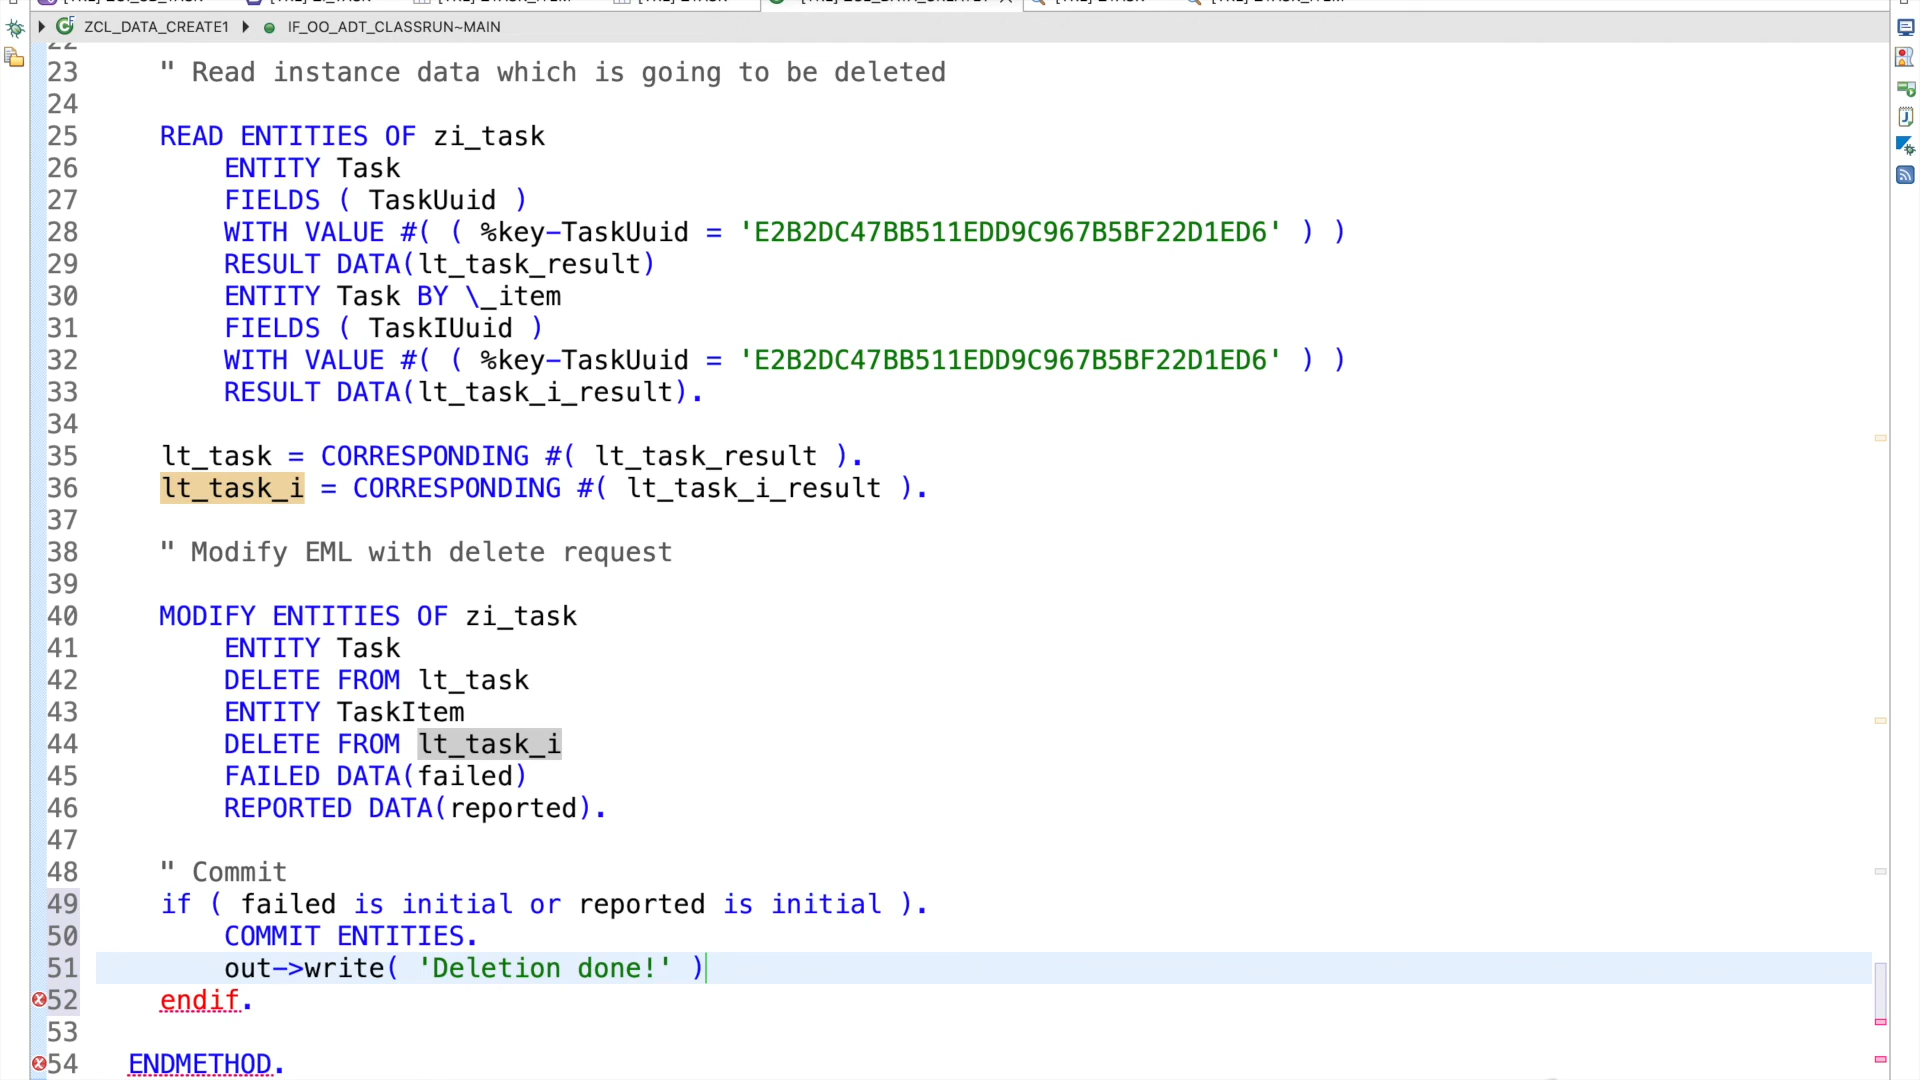 ZCL_DATA_CREATE1 IF_OO_ADT_CLASSRUN~MAIN
22
23 " Read instance data which is going to be deleted
24
25 READ ENTITIES OF zi_task
26 ENTITY Task
27 FIELDS ( TaskUuid )
28 WITH VALUE #( ( %key-TaskUuid = 'E2B2DC47BB511EDD9C967B5BF22D1ED6' ) )
29 RESULT DATA(lt_task_result)
30 ENTITY Task BY \_item
31 FIELDS ( TaskIUuid )
32 WITH VALUE #( ( %key-TaskUuid = 'E2B2DC47BB511EDD9C967B5BF22D1ED6' ) )
33 RESULT DATA(lt_task_i_result).
34
35 lt_task = CORRESPONDING #( lt_task_result ).
36 lt_task_i = CORRESPONDING #( lt_task_i_result ).
37
38 " Modify EML with delete request
39
40 MODIFY ENTITIES OF zi_task
41 ENTITY Task
42 DELETE FROM lt_task
43 ENTITY TaskItem
44 DELETE FROM lt_task_i
45 FAILED DATA(failed)
46 REPORTED DATA(reported).
47
48 " Commit
49 if ( failed is initial or reported is initial ).
50 COMMIT ENTITIES.
51 out->write( 'Deletion done!' )
52 endif.
53
54 ENDMETHOD.